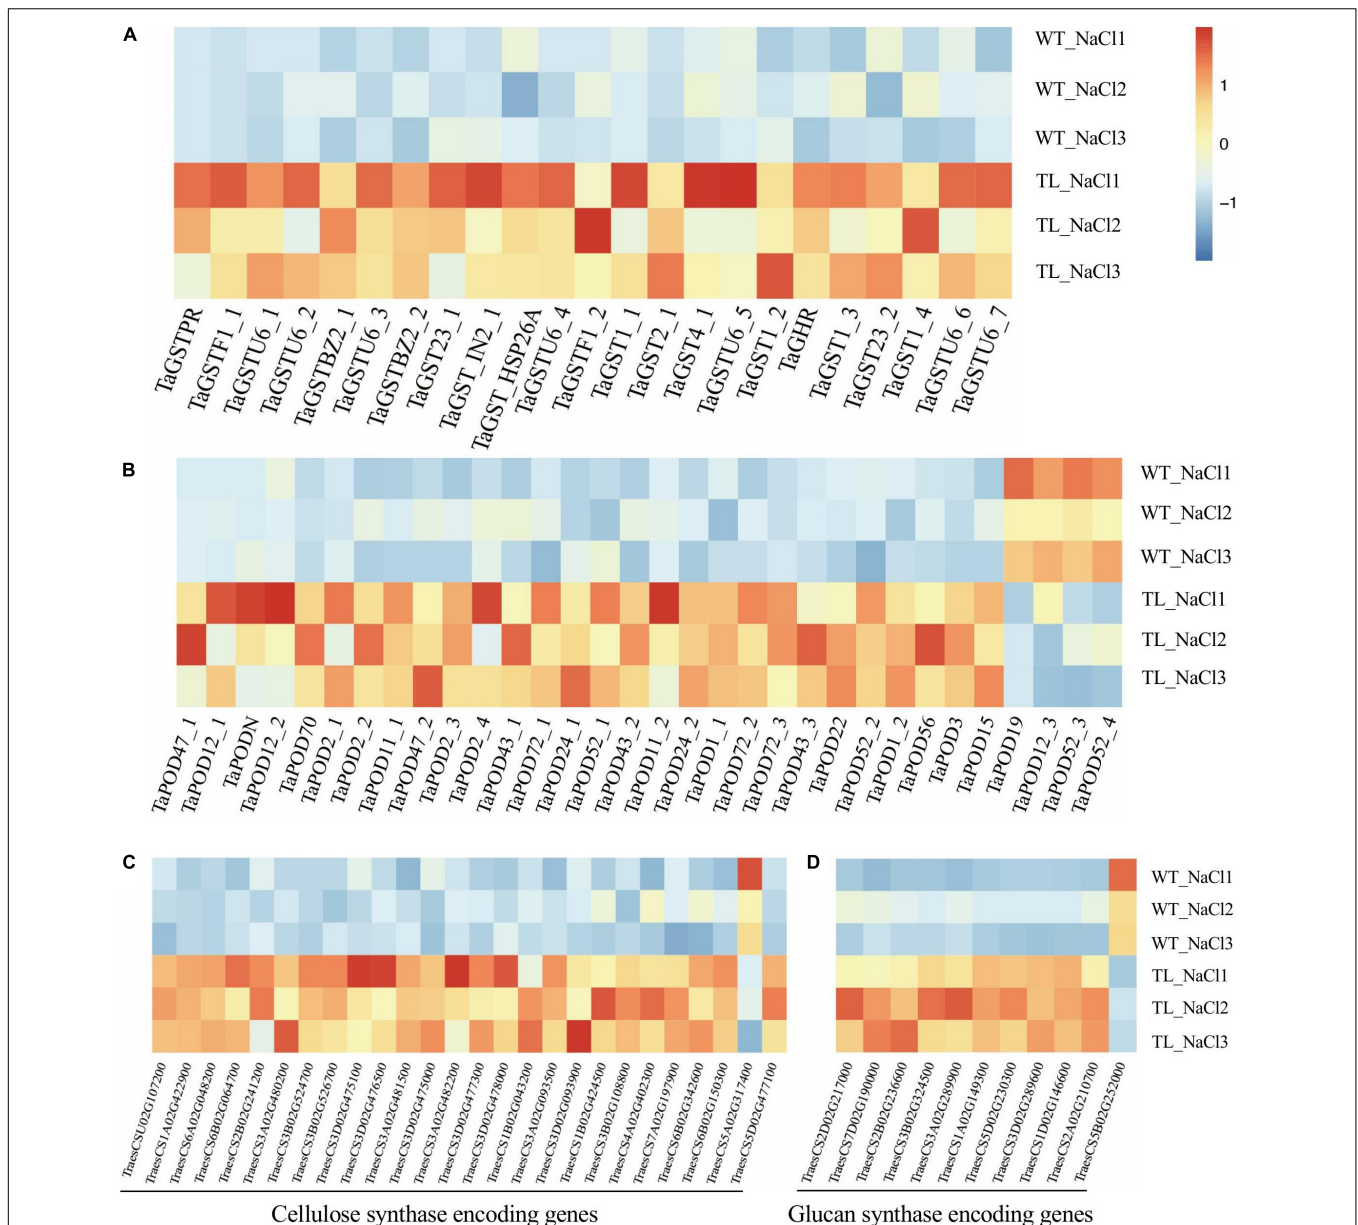 A
WT_NaCl1
WT_NaCl2
WT_NaCl3
TL_NaCl1
TL_NaCl2
TL_NaCl3
1
0
−1
TaGSTPR
TaGSTF1_1
TaGSTU6_1
TaGSTU6_2
TaGSTBZ2_1
TaGSTU6_3
TaGSTBZ2_2
TaGST23_1
TaGST_IN2_1
TaGST_HSP26A
TaGSTU6_4
TaGSTF1_2
TaGST1_1
TaGST2_1
TaGST4_1
TaGSTU6_5
TaGST1_2
TaGHR
TaGST1_3
TaGST23_2
TaGST1_4
TaGSTU6_6
TaGSTU6_7
B
WT_NaCl1
WT_NaCl2
WT_NaCl3
TL_NaCl1
TL_NaCl2
TL_NaCl3
TaPOD47_1
TaPOD12_1
TaPODN
TaPOD12_2
TaPOD70
TaPOD2_1
TaPOD2_2
TaPOD11_1
TaPOD47_2
TaPOD2_3
TaPOD2_4
TaPOD43_1
TaPOD72_1
TaPOD24_1
TaPOD52_1
TaPOD43_2
TaPOD11_2
TaPOD24_2
TaPOD1_1
TaPOD72_2
TaPOD72_3
TaPOD43_3
TaPOD22
TaPOD52_2
TaPOD1_2
TaPOD56
TaPOD3
TaPOD15
TaPOD19
TaPOD12_3
TaPOD52_3
TaPOD52_4
C
TraesCSU02G107200
TraesCS1A02G422900
TraesCS6A02G048200
TraesCS6B02G064700
TraesCS2B02G241200
TraesCS3A02G480200
TraesCS3B02G524700
TraesCS3B02G526700
TraesCS3D02G475100
TraesCS3D02G476500
TraesCS3A02G481500
TraesCS3D02G475000
TraesCS3A02G482200
TraesCS3D02G477300
TraesCS3D02G478000
TraesCS1B02G043200
TraesCS3A02G093500
TraesCS3D02G093900
TraesCS1B02G424500
TraesCS3B02G108800
TraesCS4A02G402300
TraesCS7A02G197900
TraesCS6B02G342600
TraesCS6B02G150300
TraesCS5A02G317400
TraesCS5D02G477100
Cellulose synthase encoding genes
D
WT_NaCl1
WT_NaCl2
WT_NaCl3
TL_NaCl1
TL_NaCl2
TL_NaCl3
TraesCS2D02G217000
TraesCS7D02G190000
TraesCS2B02G236600
TraesCS3B02G324500
TraesCS3A02G289900
TraesCS1A02G149300
TraesCS5D02G230300
TraesCS3D02G289600
TraesCS1D02G146600
TraesCS2A02G210700
TraesCS5B02G252000
Glucan synthase encoding genes